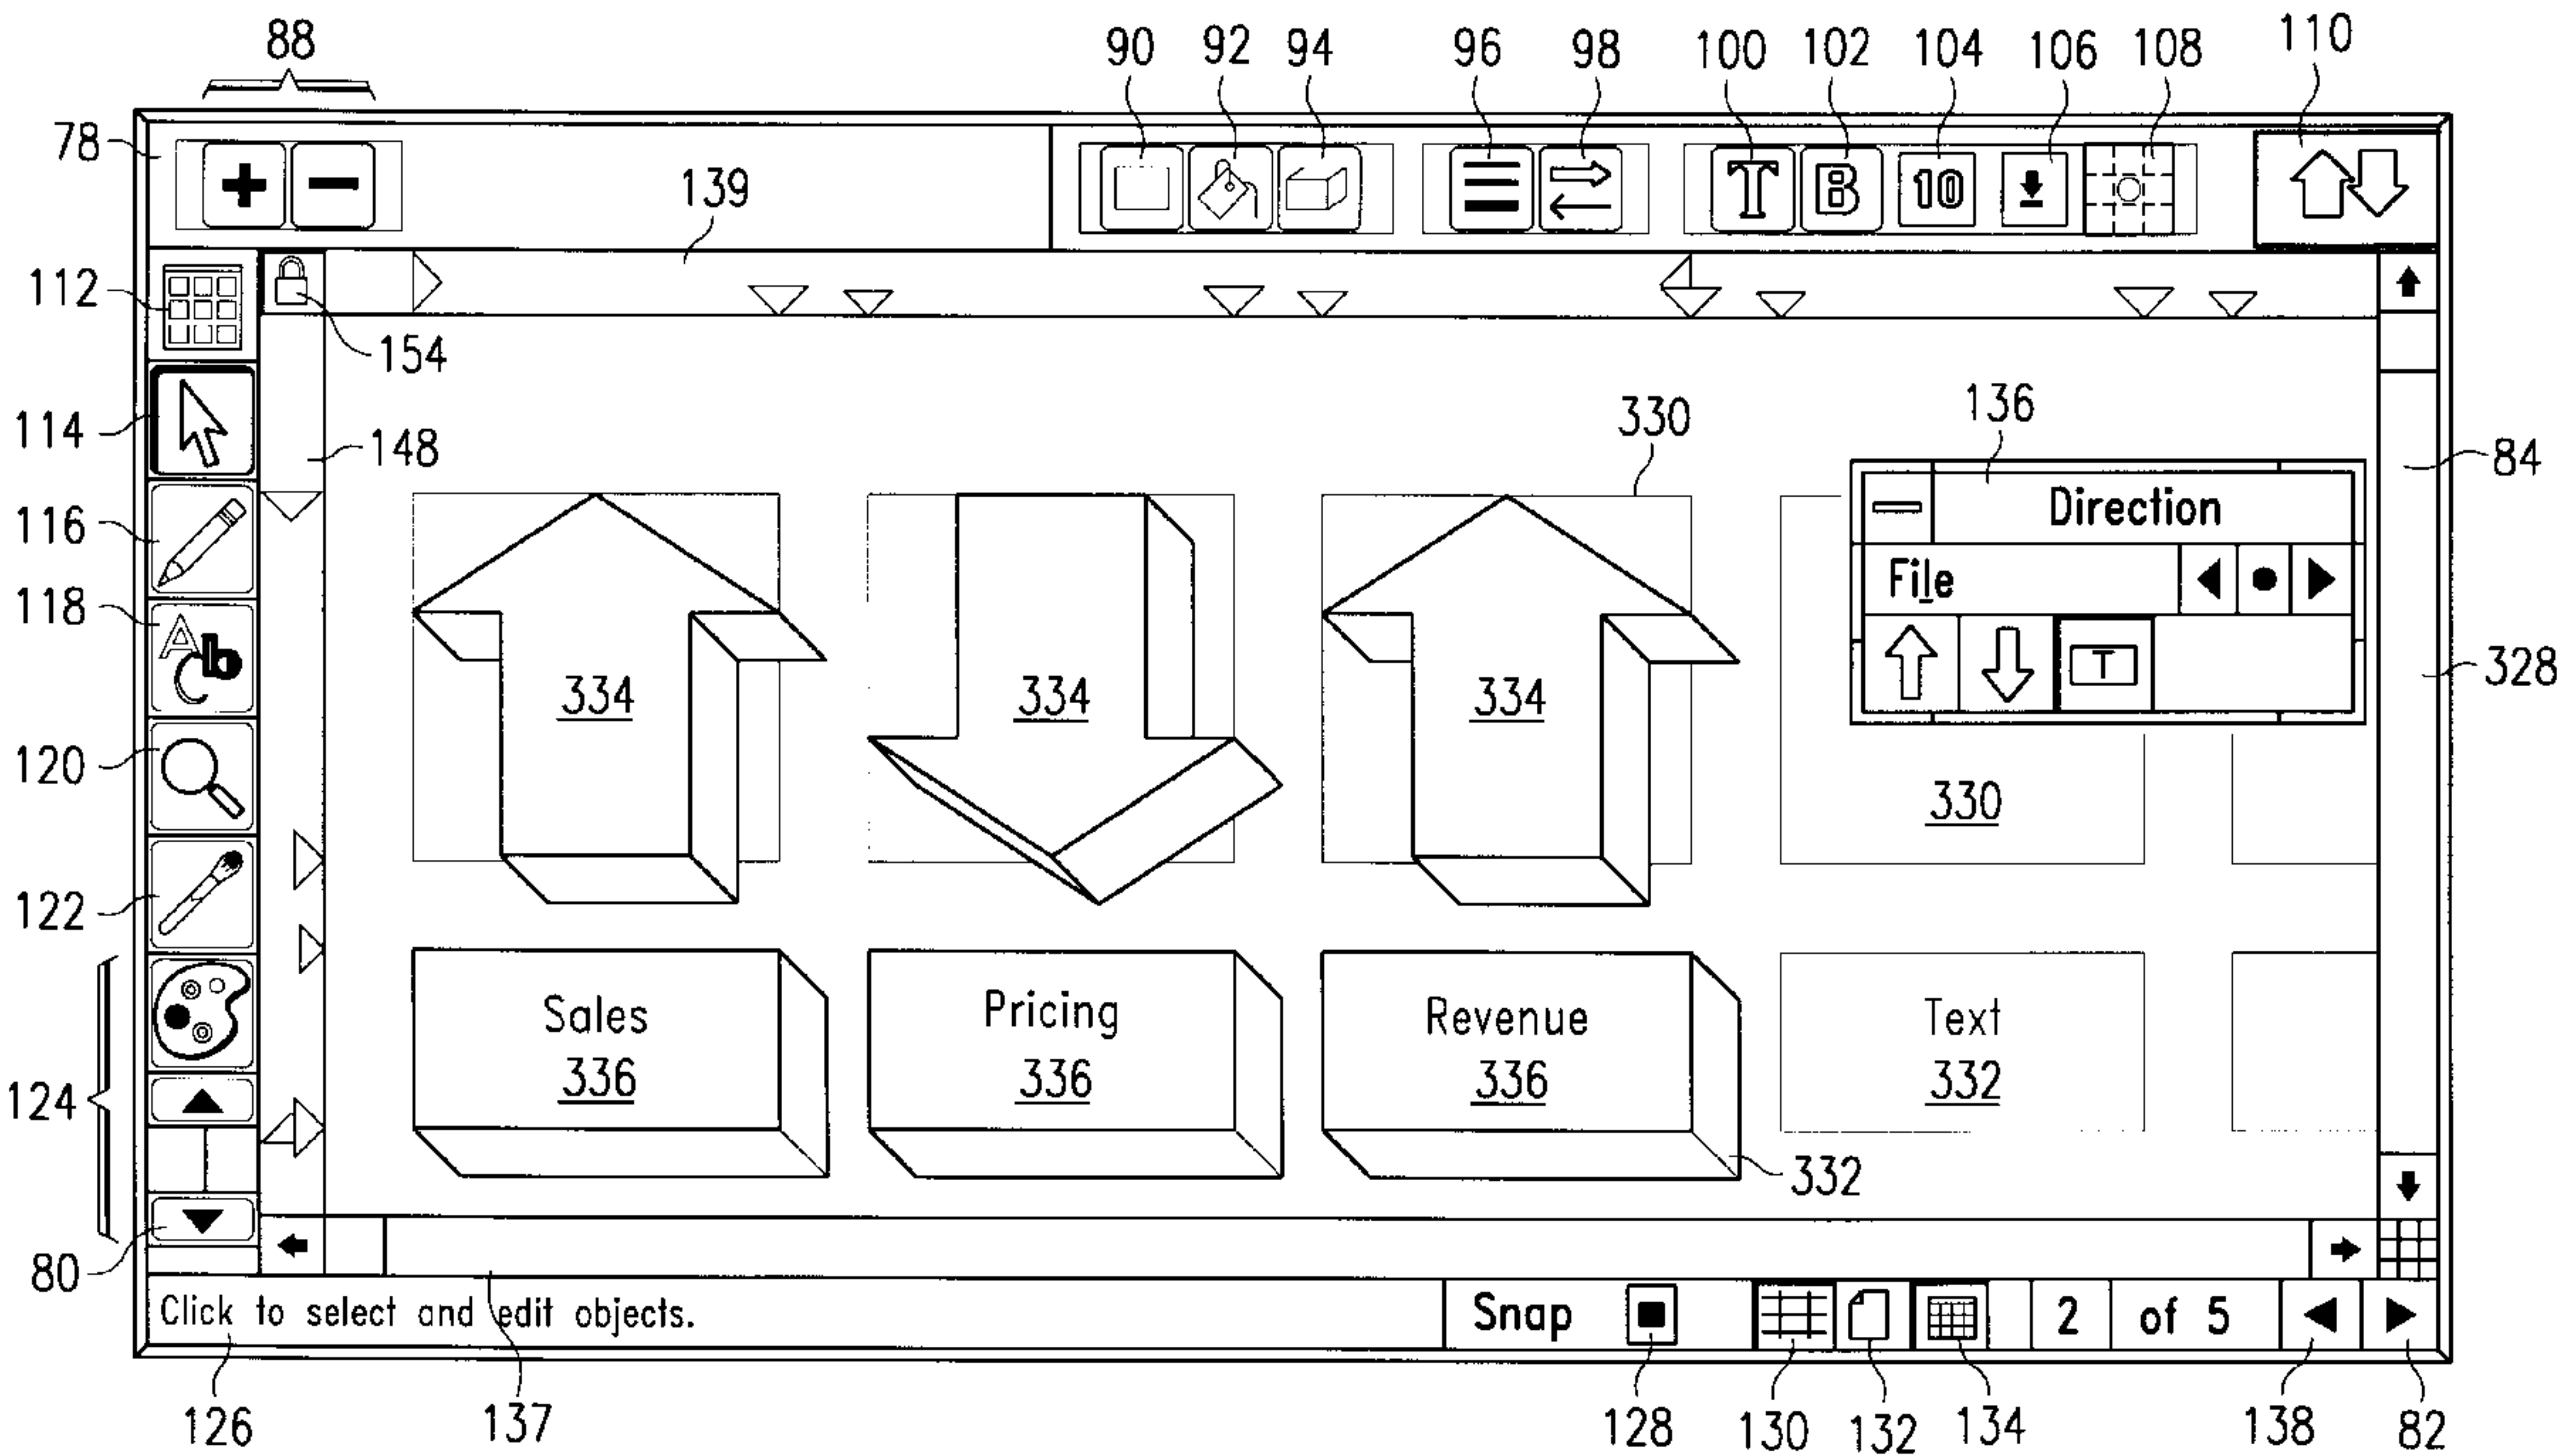 88
90 92 94 96 98 100 102 104 106 108 110
78
T B 10
139
112
154
114
148
330
136
84
Direction
116
File
118
T
334 334 334
328
120
330
122
Sales Pricing Revenue Text
336 336 336 332
124
332
80
Click to select and edit objects. Snap 2 of 5
126 137 128 130 132 134 138 82